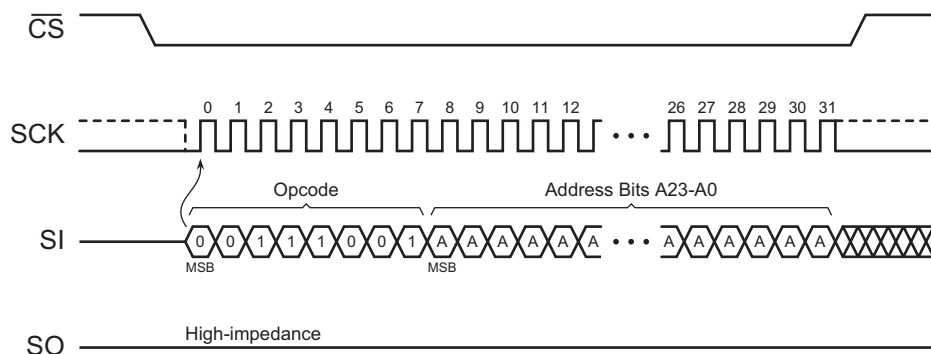 CS
0 1 2 3 4 5 6 7 8 9 10 11 12 26 27 28 29 30 31
SCK
Opcode Address Bits A23-A0
SI 0 0 1 1 1 0 0 1 A A A A A A A A A A A A
MSB MSB
High-impedance
SO